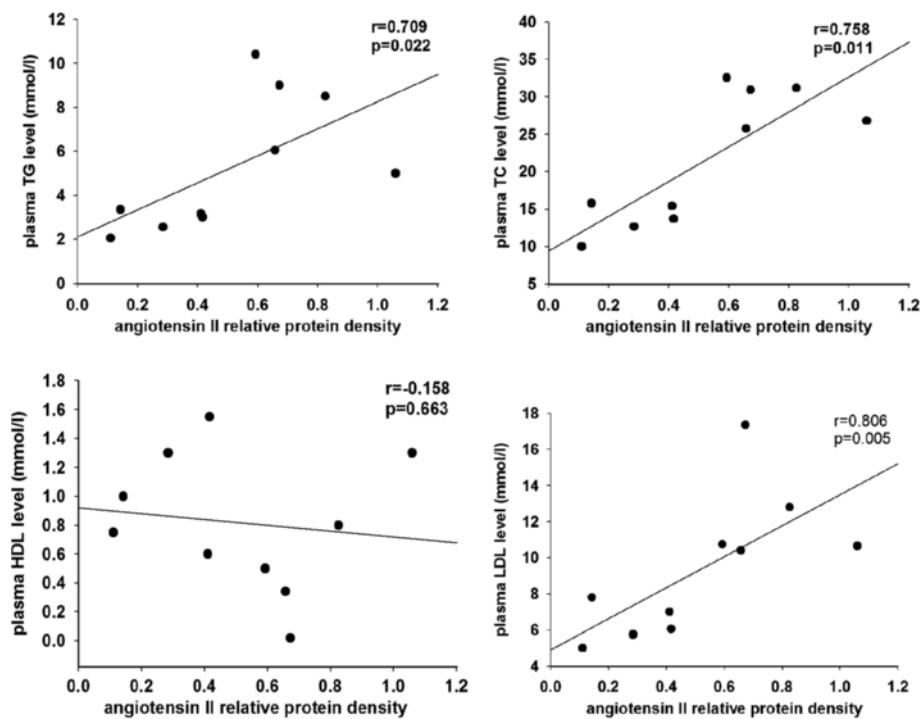 r=0.709
p=0.022
plasma TG level (mmol/l)
12
10
8
6
4
2
0
0.0 0.2 0.4 0.6 0.8 1.0 1.2
angiotensin II relative protein density
r=0.758
p=0.011
plasma TC level (mmol/l)
40
35
30
25
20
15
10
5
0.0 0.2 0.4 0.6 0.8 1.0 1.2
angiotensin II relative protein density
r=-0.158
p=0.663
plasma HDL level (mmol/l)
1.8
1.6
1.4
1.2
1.0
0.8
0.6
0.4
0.2
0.0
0.0 0.2 0.4 0.6 0.8 1.0 1.2
angiotensin II relative protein density
r=0.806
p=0.005
plasma LDL level (mmol/l)
18
16
14
12
10
8
6
4
0.0 0.2 0.4 0.6 0.8 1.0 1.2
angiotensin II relative protein density